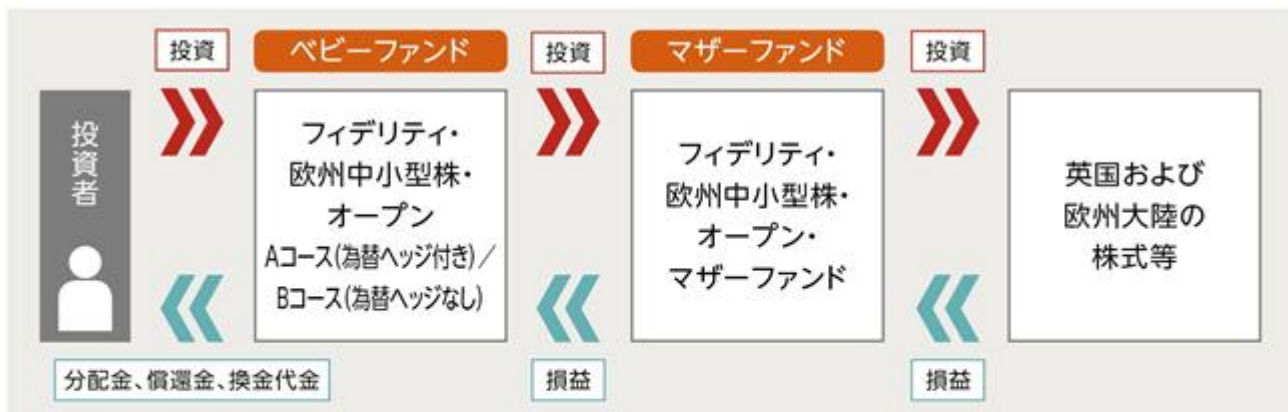 投資
ベビーファンド
投資
マザーファンド
投資
投資者
フィデリティ・
欧州中小型株・
オープン
Aコース(為替ヘッジ付き)/
Bコース(為替ヘッジなし)
フィデリティ・
欧州中小型株・
オープン・
マザーファンド
英国および
欧州大陸の
株式等
分配金、償還金、換金代金
損益
損益